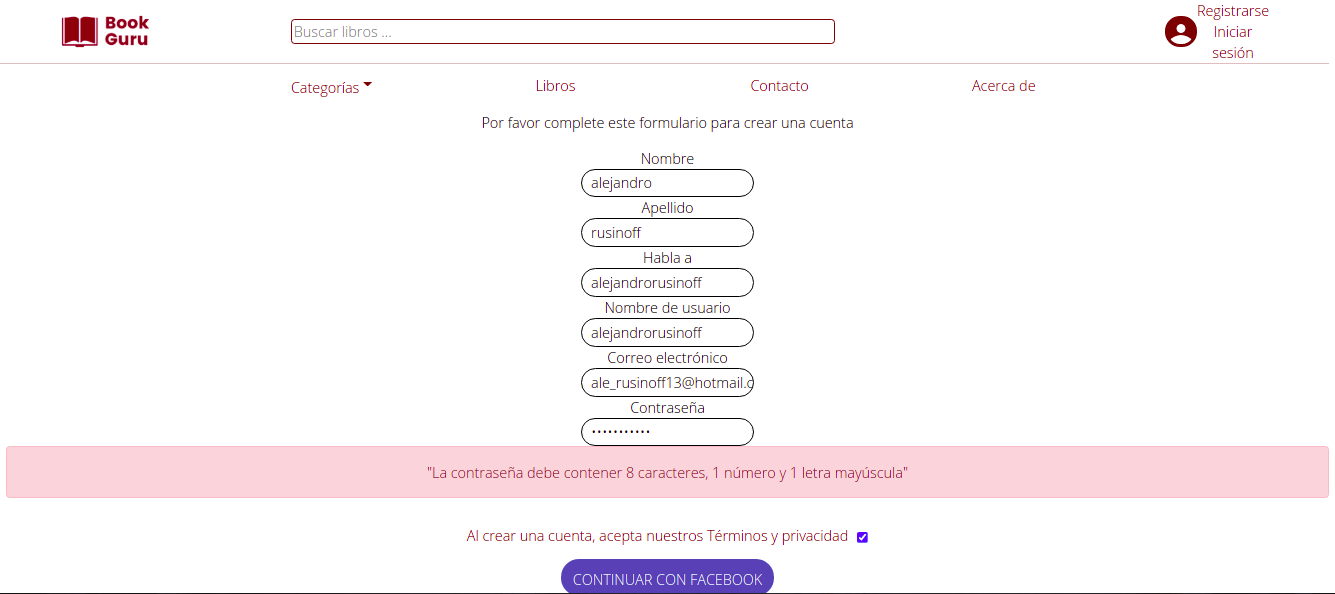 Book
Guru
Buscar libros ...
Registrarse
Iniciar
sesión
Categorías
Libros
Contacto
Acerca de
Por favor complete este formulario para crear una cuenta
Nombre
alejandro
Apellido
rusinoff
Habla a
alejandrorusinoff
Nombre de usuario
alejandrorusinoff
Correo electrónico
ale_rusinoff13@hotmail.c
Contraseña
•••••••••••
"La contraseña debe contener 8 caracteres, 1 número y 1 letra mayúscula"
Al crear una cuenta, acepta nuestros Términos y privacidad
CONTINUAR CON FACEBOOK